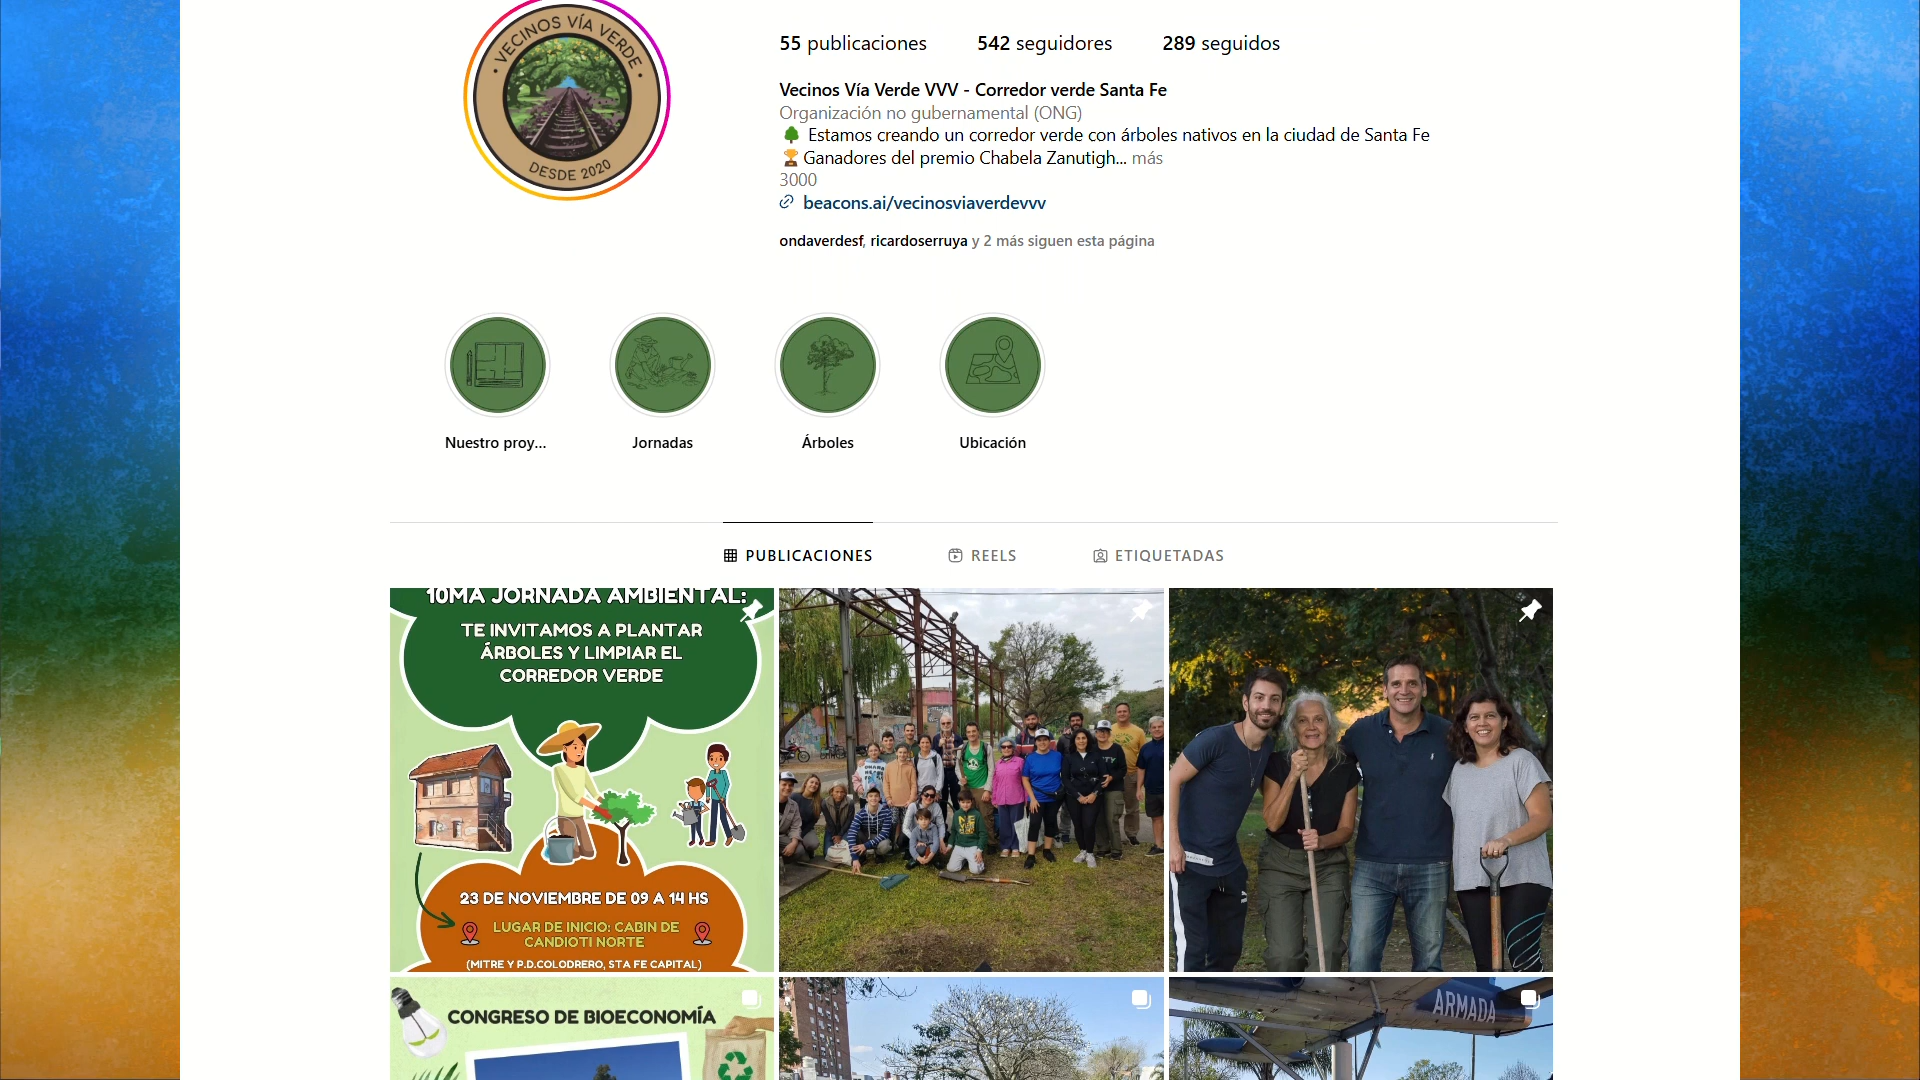 • VECINOS VÍA VERDE •
DESDE 2020
55 publicaciones 542 seguidores 289 seguidos
Vecinos Vía Verde VVV - Corredor verde Santa Fe
Organización no gubernamental (ONG)
🌳 Estamos creando un corredor verde con árboles nativos en la ciudad de Santa Fe
🏆Ganadores del premio Chabela Zanutigh... más
3000
beacons.ai/vecinosviaverdevvv
ondaverdesf, ricardoserruya y 2 más siguen esta página
Nuestro proy... Jornadas Árboles Ubicación
PUBLICACIONES REELS ETIQUETADAS
10MA JORNADA AMBIENTAL:
TE INVITAMOS A PLANTAR
ÁRBOLES Y LIMPIAR EL
CORREDOR VERDE
23 DE NOVIEMBRE DE 09 A 14 HS
LUGAR DE INICIO: CABIN DE
CANDIOTI NORTE
(MITRE Y P.D.COLODRERO, STA FE CAPITAL)
CONGRESO DE BIOECONOMÍA
ARMADA